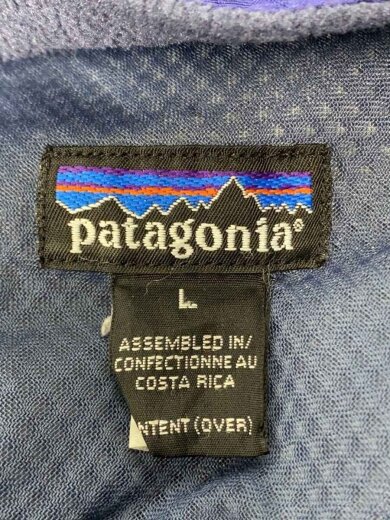 patagonia®
L
ASSEMBLED IN/
CONFECTIONNE AU
COSTA RICA
NTENT (OVER)